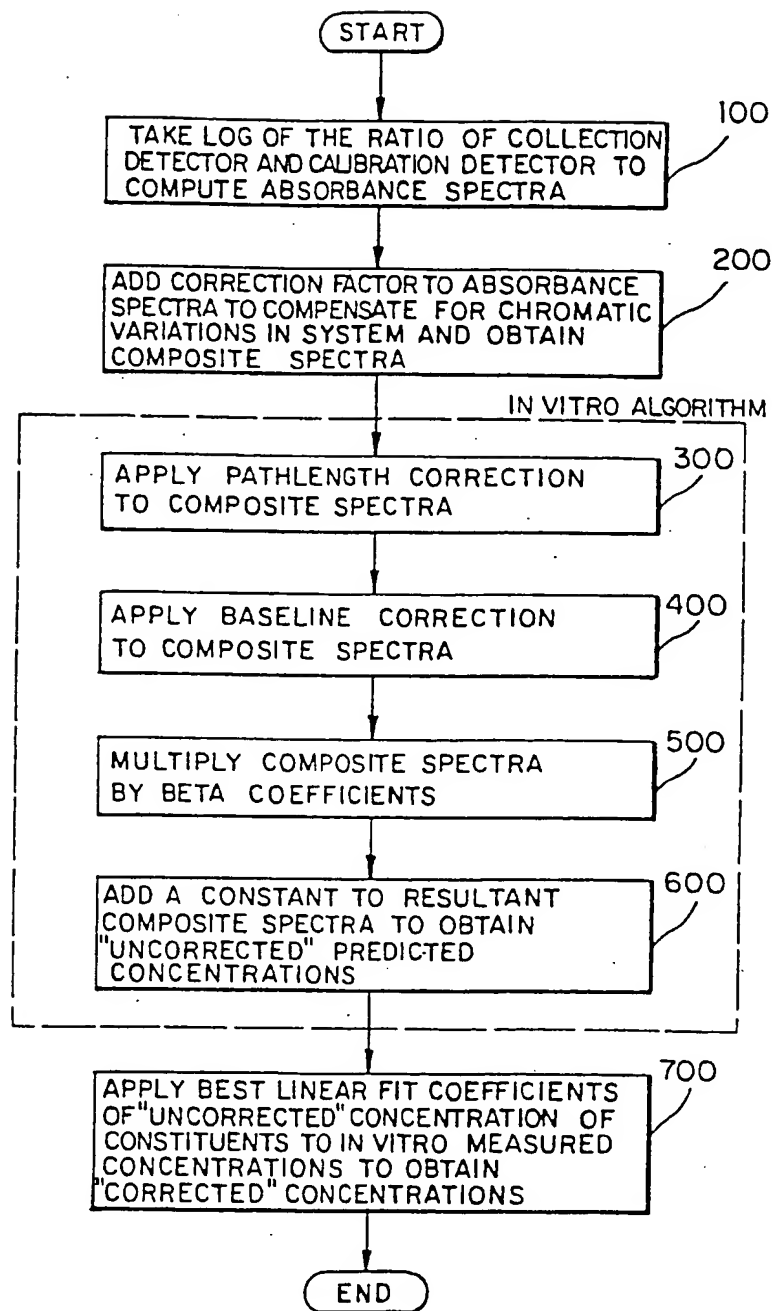 START
100
TAKE LOG OF THE RATIO OF COLLECTION
DETECTOR AND CALIBRATION DETECTOR TO
COMPUTE ABSORBANCE SPECTRA
200
ADD CORRECTION FACTOR TO ABSORBANCE
SPECTRA TO COMPENSATE FOR CHROMATIC
VARIATIONS IN SYSTEM AND OBTAIN
COMPOSITE SPECTRA
IN VITRO ALGORITHM
300
APPLY PATHLENGTH CORRECTION
TO COMPOSITE SPECTRA
400
APPLY BASELINE CORRECTION
TO COMPOSITE SPECTRA
500
MULTIPLY COMPOSITE SPECTRA
BY BETA COEFFICIENTS
600
ADD A CONSTANT TO RESULTANT
COMPOSITE SPECTRA TO OBTAIN
"UNCORRECTED" PREDICTED
CONCENTRATIONS
700
APPLY BEST LINEAR FIT COEFFICIENTS
OF "UNCORRECTED" CONCENTRATION OF
CONSTITUENTS TO IN VITRO MEASURED
CONCENTRATIONS TO OBTAIN
"CORRECTED" CONCENTRATIONS
END